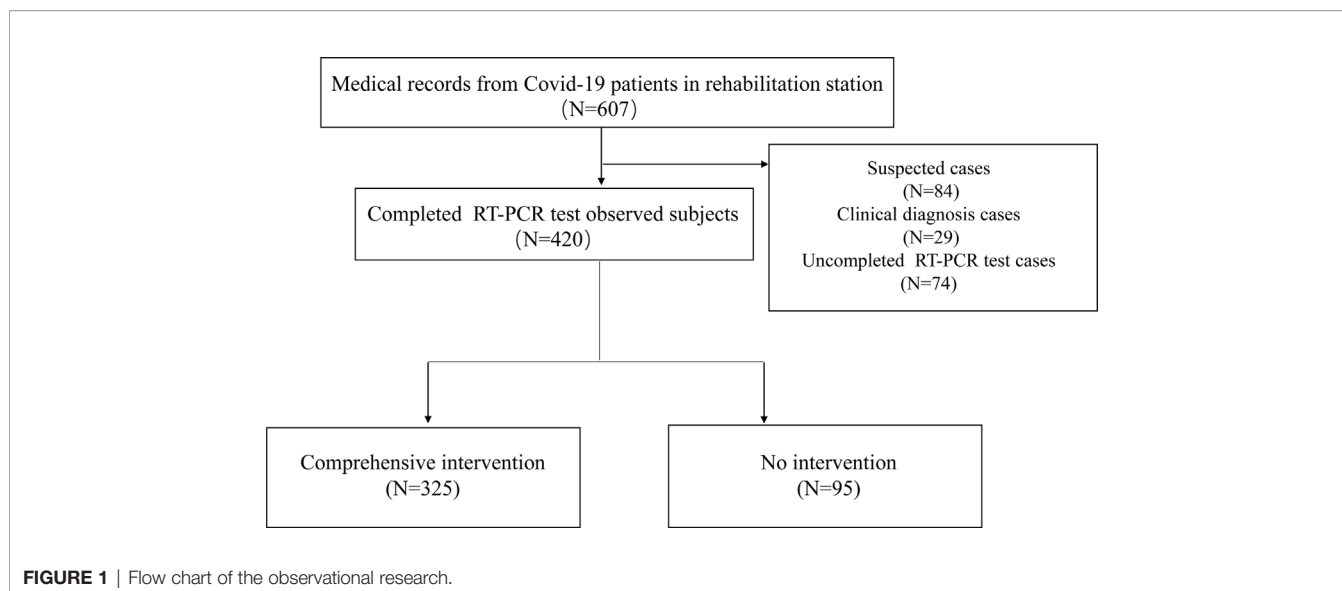 Medical records from Covid-19 patients in rehabilitation station
(N=607)
Suspected cases
(N=84)
Clinical diagnosis cases
(N=29)
Uncompleted RT-PCR test cases
(N=74)
Completed RT-PCR test observed subjects
(N=420)
Comprehensive intervention
(N=325)
No intervention
(N=95)
FIGURE 1 | Flow chart of the observational research.